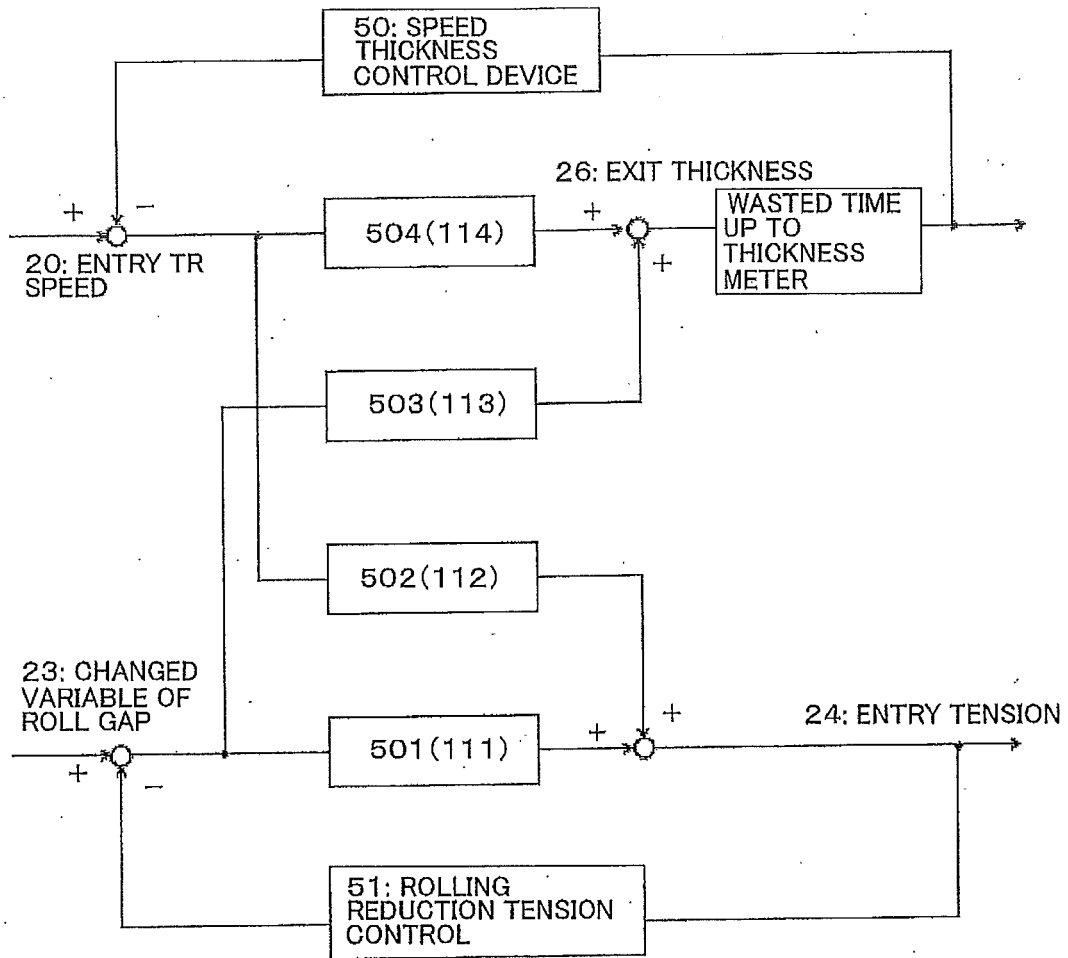 50: SPEED
THICKNESS
CONTROL DEVICE
26: EXIT THICKNESS
+
−
504(114)
+
+
WASTED TIME
UP TO
THICKNESS
METER
20: ENTRY TR
SPEED
503(113)
502(112)
23: CHANGED
VARIABLE OF
ROLL GAP
+
−
501(111)
+
+
24: ENTRY TENSION
51: ROLLING
REDUCTION TENSION
CONTROL